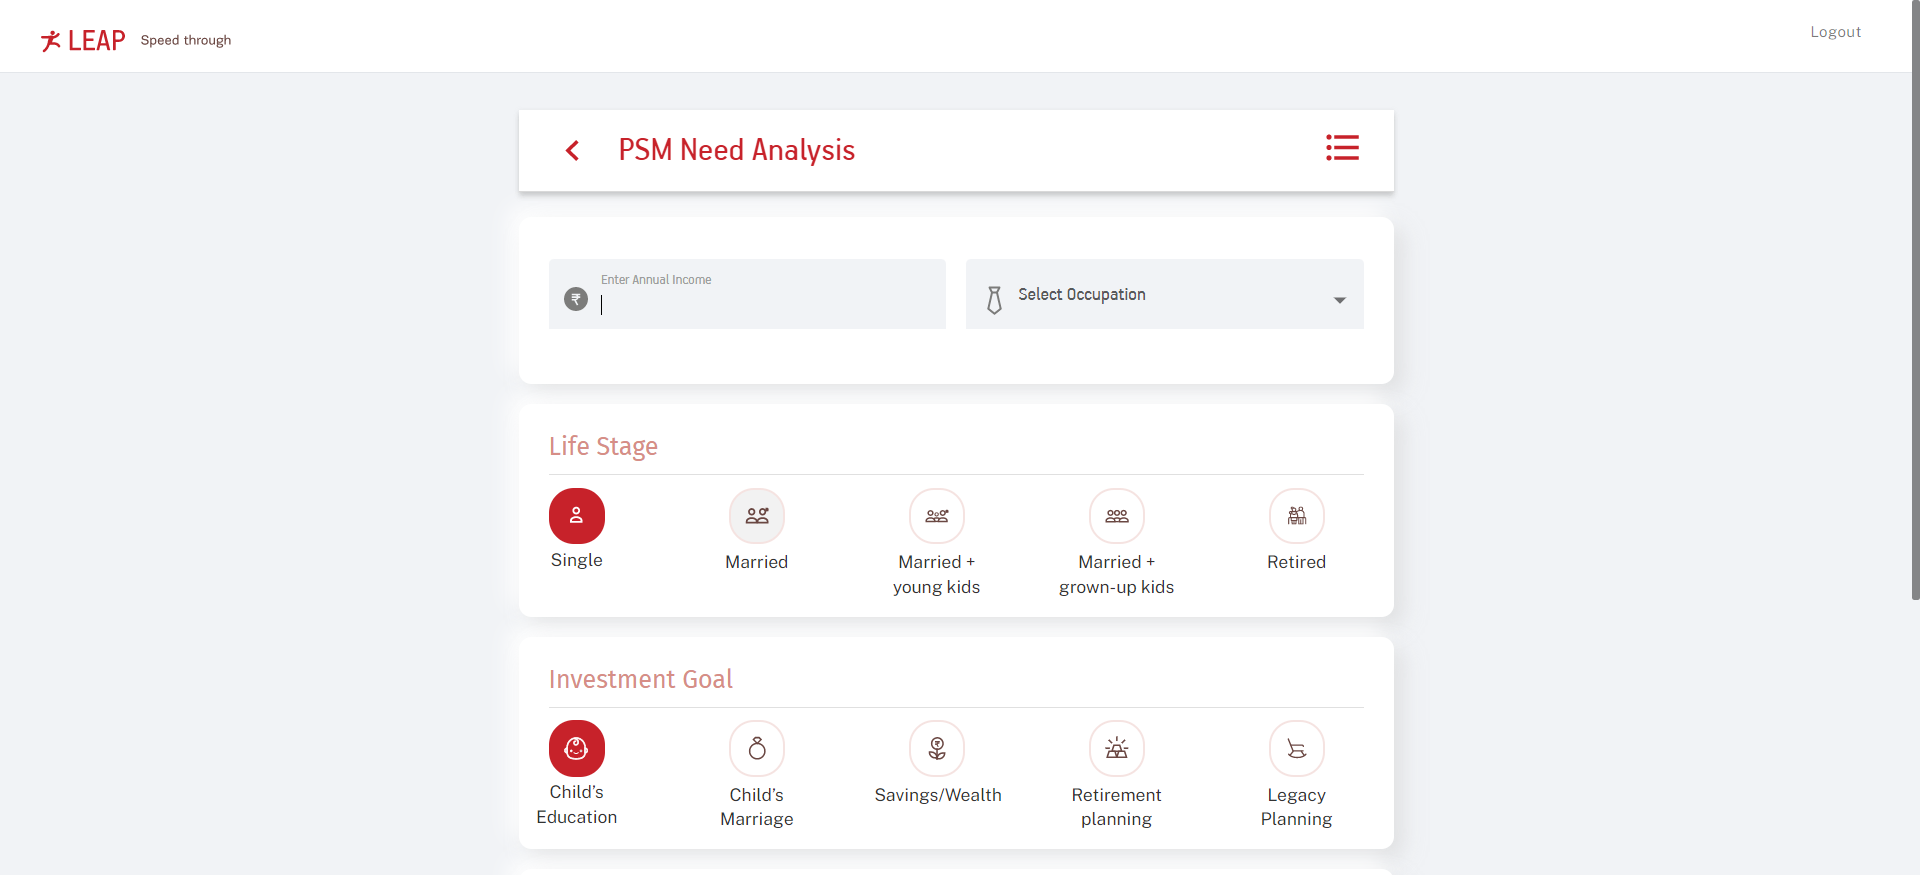 LEAP Speed through
Logout
PSM Need Analysis
Enter Annual Income
₹
Select Occupation
Life Stage
Single
Married
Married +
young kids
Married +
grown-up kids
Retired
Investment Goal
Child’s
Education
Child’s
Marriage
Savings/Wealth
Retirement
planning
Legacy
Planning